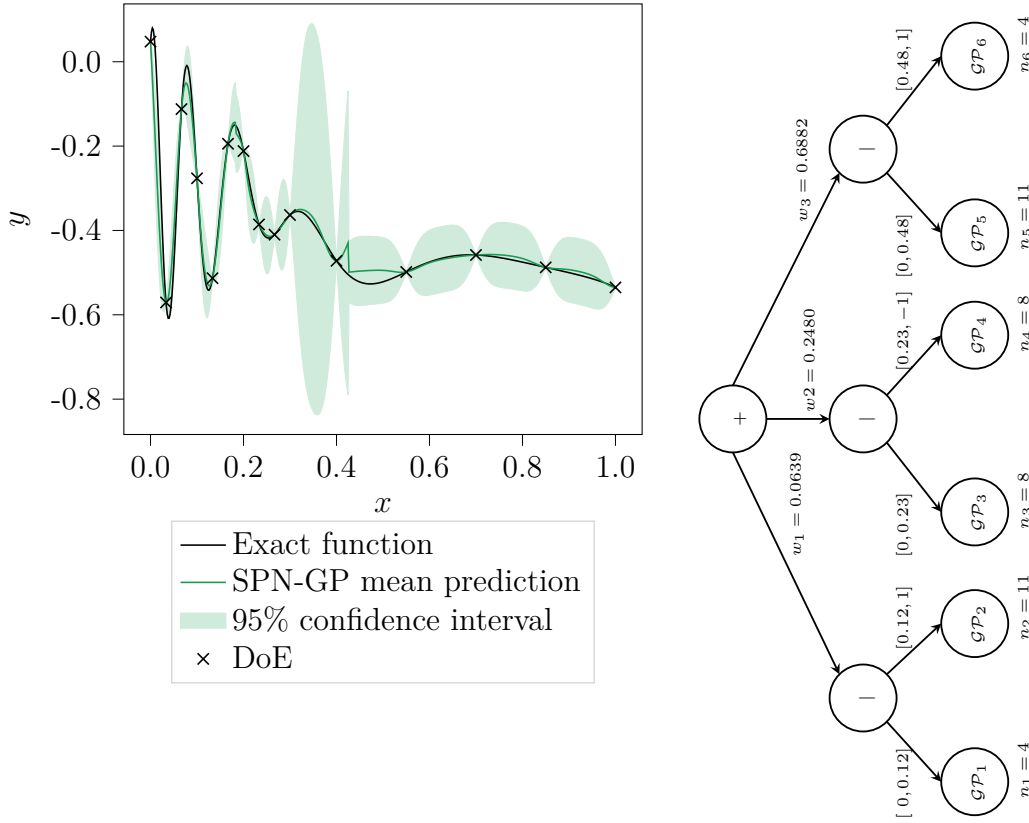 0.0
-0.2
-0.4
-0.6
-0.8
y
0.0 0.2 0.4 0.6 0.8 1.0
x
Exact function
SPN-GP mean prediction
95% confidence interval
DoE
+
w₁ = 0.0639
w2 = 0.2480
w₃ = 0.6882
|
|
|
[ 0, 0.12]
[0.12, 1]
[0, 0.23]
[0.23, −1]
[0, 0.48]
[0.48, 1]
𝒢𝒫₁
𝒢𝒫₂
𝒢𝒫₃
𝒢𝒫₄
𝒢𝒫₅
𝒢𝒫₆
n₁ = 4
n₂ = 11
n₃ = 8
n₄ = 8
n₅ = 11
n₆ = 4